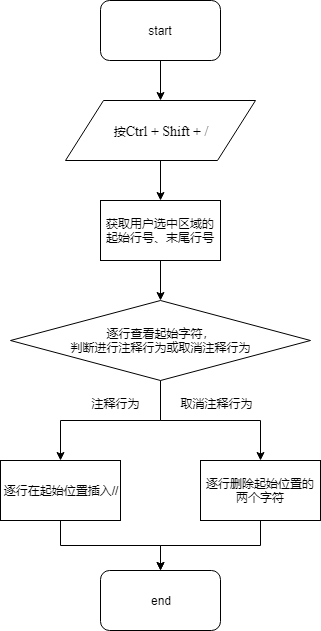 start
按Ctrl + Shift + /
获取用户选中区域的
起始行号、末尾行号
逐行查看起始字符，
判断进行注释行为或取消注释行为
注释行为
取消注释行为
逐行在起始位置插入//
逐行删除起始位置的
两个字符
end